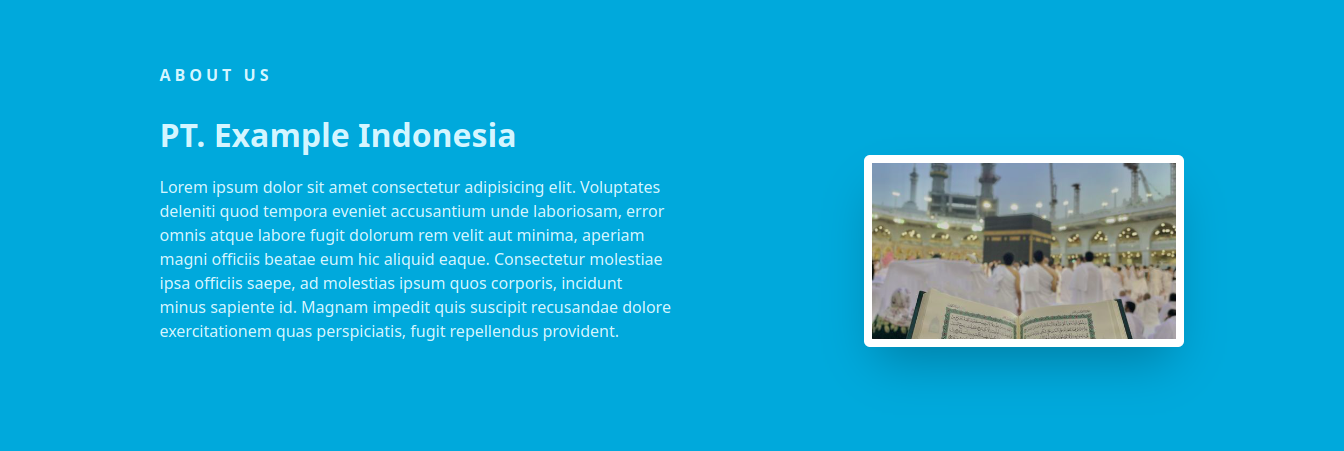 ABOUT US
PT. Example Indonesia
Lorem ipsum dolor sit amet consectetur adipisicing elit. Voluptates
deleniti quod tempora eveniet accusantium unde laboriosam, error
omnis atque labore fugit dolorum rem velit aut minima, aperiam
magni officiis beatae eum hic aliquid eaque. Consectetur molestiae
ipsa officiis saepe, ad molestias ipsum quos corporis, incidunt
minus sapiente id. Magnam impedit quis suscipit recusandae dolore
exercitationem quas perspiciatis, fugit repellendus provident.